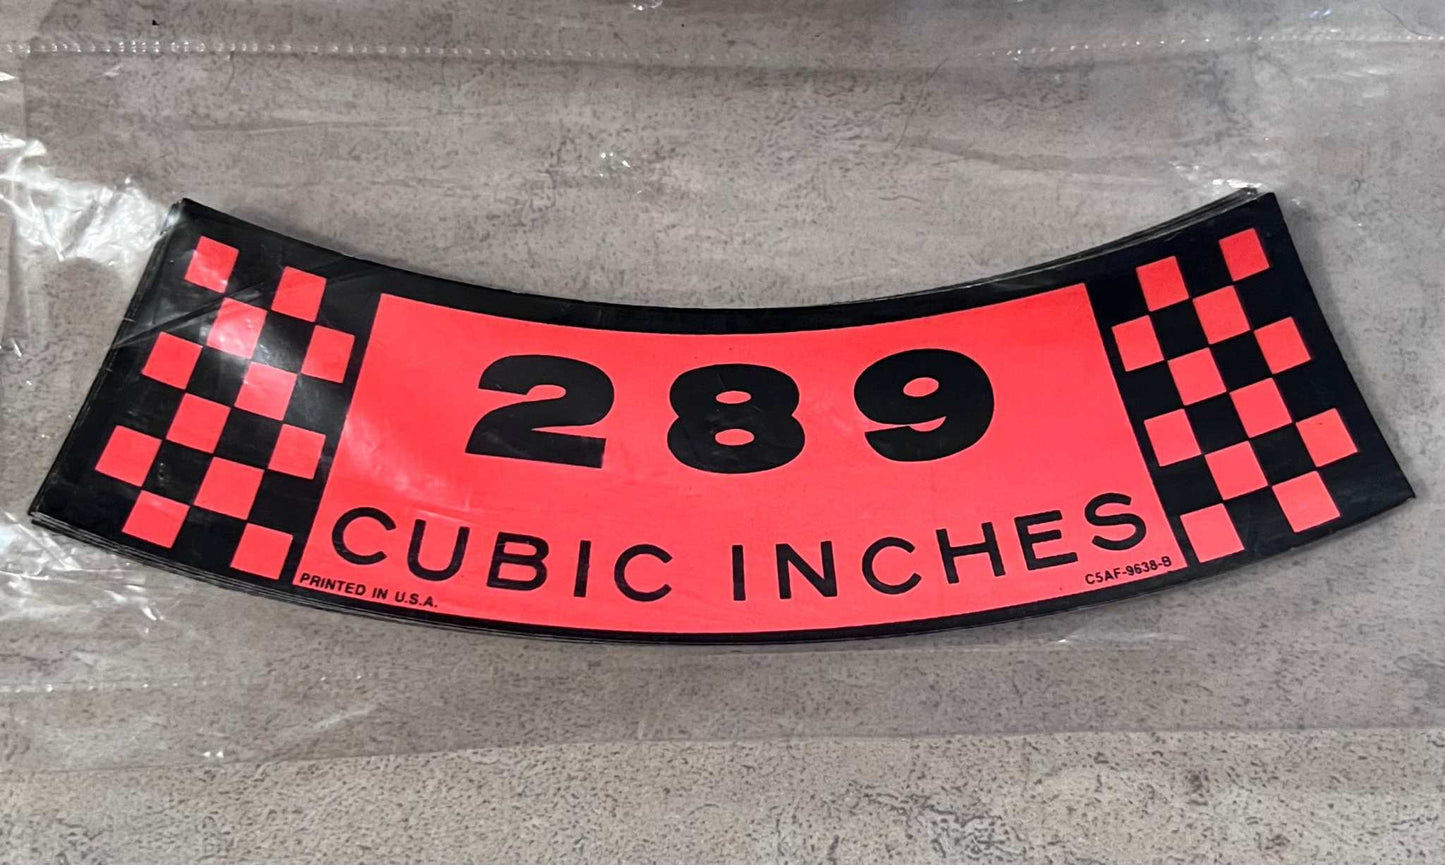 289
CUBIC INCHES
PRINTED IN U.S.A.
C5AF-9638-B